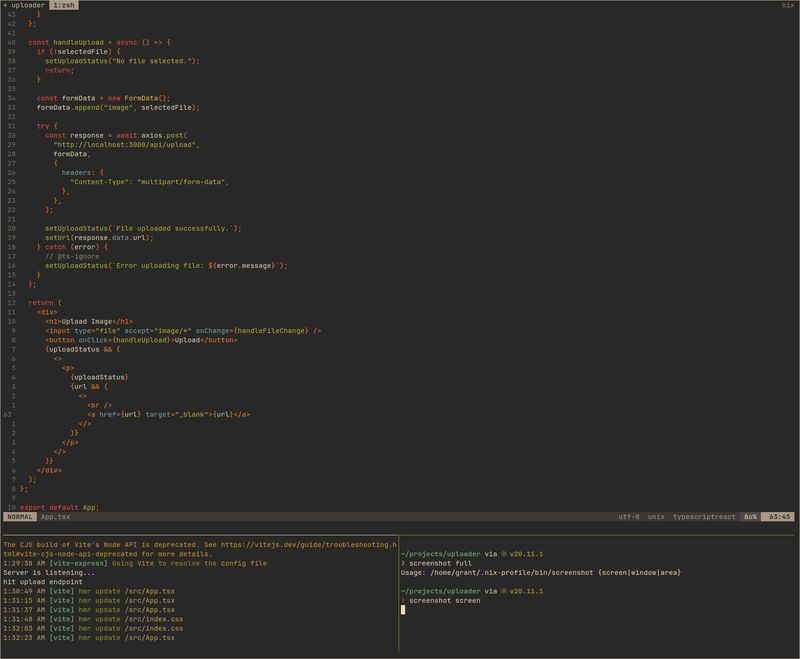 + uploader 1:zsh bix
43 }
42 };
41
40 const handleUpload = async () => {
39 if (!selectedFile) {
38 setUploadStatus("No file selected.");
37 return;
36 }
35
34 const formData = new FormData();
33 formData.append("image", selectedFile);
32
31 try {
30 const response = await axios.post(
29 "http://localhost:3000/api/upload",
28 formData,
27 {
26 headers: {
25 "Content-Type": "multipart/form-data",
24 },
23 },
22 );
21
20 setUploadStatus(`File uploaded successfully.`);
19 setUrl(response.data.url);
18 } catch (error) {
17 // @ts-ignore
16 setUploadStatus(`Error uploading file: ${error.message}`);
15 }
14 };
13
12 return (
11 <div>
10 <h1>Upload Image</h1>
9 <input type="file" accept="image/*" onChange={handleFileChange} />
8 <button onClick={handleUpload}>Upload</button>
7 {uploadStatus && (
6 <>
5 <p>
4 {uploadStatus}
3 {url && (
2 <>
1 <br />
63 <a href={url} target="_blank">{url}</a>
1 </>
2 )}
3 </p>
4 </>
5 )}
6 </div>
7 );
8 };
9
10 export default App;
NORMAL App.tsx utf-8 unix typescriptreact 86% 63:45
The CJS build of Vite's Node API is deprecated. See https://vitejs.dev/guide/troubleshooting.h
tml#vite-cjs-node-api-deprecated for more details.
1:29:38 AM [vite-express] Using Vite to resolve the config file
Server is listening...
hit upload endpoint
1:30:49 AM [vite] hmr update /src/App.tsx
1:31:15 AM [vite] hmr update /src/App.tsx
1:31:37 AM [vite] hmr update /src/App.tsx
1:31:48 AM [vite] hmr update /src/index.css
1:32:03 AM [vite] hmr update /src/index.css
1:32:23 AM [vite] hmr update /src/App.tsx
~/projects/uploader via v20.11.1
❯ screenshot full
Usage: /home/grant/.nix-profile/bin/screenshot {screen|window|area}
~/projects/uploader via v20.11.1
❯ screenshot screen